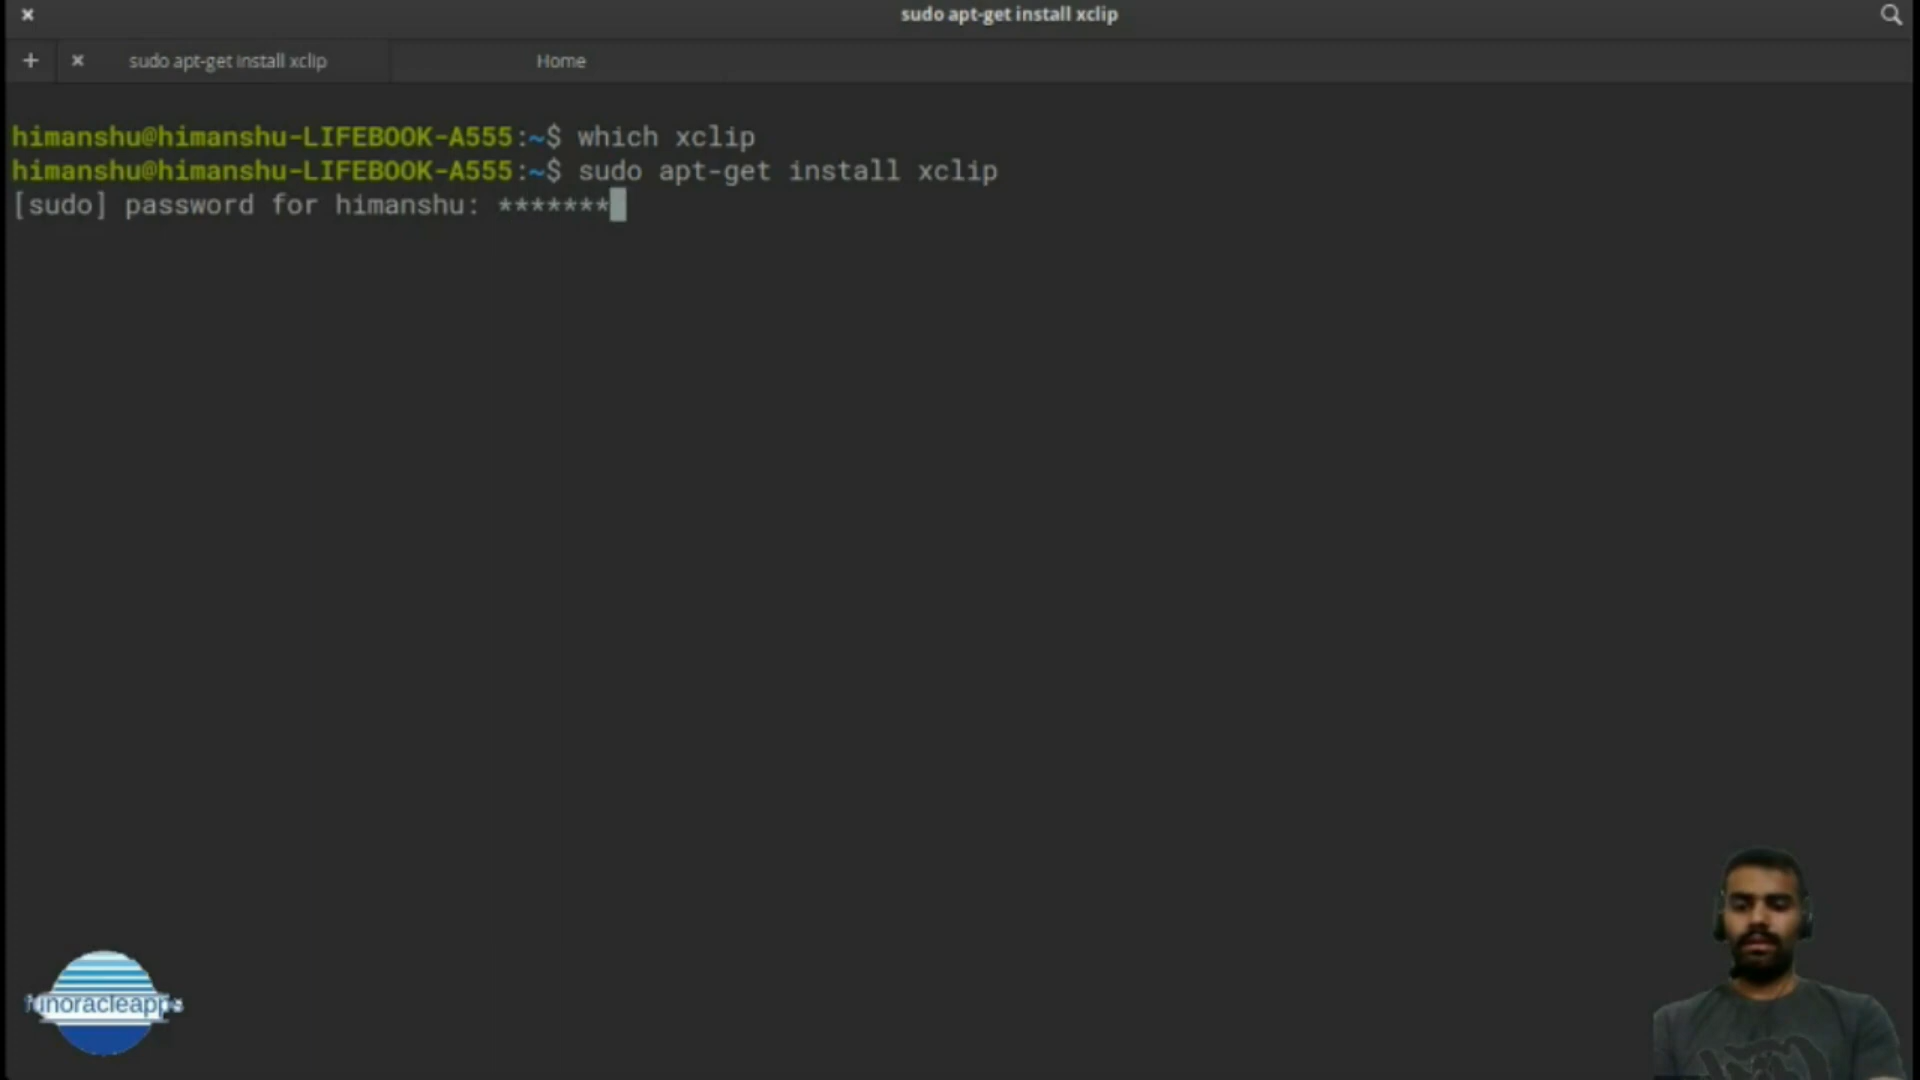 sudo apt-get install xclip
sudo apt-get install xclip
Home
himanshu@himanshu-LIFEBOOK-A555:~$ which xclip
himanshu@himanshu-LIFEBOOK-A555:~$ sudo apt-get install xclip
[sudo] password for himanshu: *******
funoracleapps